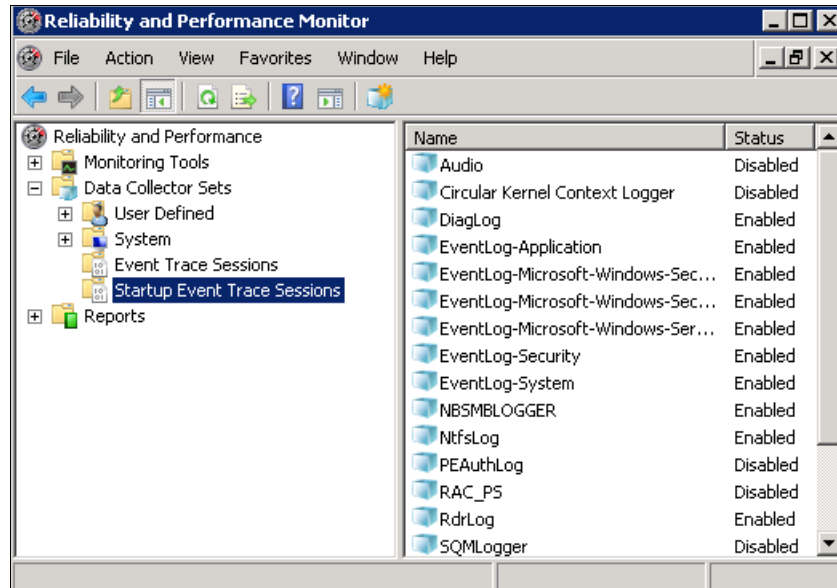 Reliability and Performance Monitor
File Action View Favorites Window Help
Reliability and Performance
Monitoring Tools
Data Collector Sets
User Defined
System
Event Trace Sessions
Startup Event Trace Sessions
Reports
Name Status
Audio Disabled
Circular Kernel Context Logger Disabled
DiagLog Enabled
EventLog-Application Enabled
EventLog-Microsoft-Windows-Sec... Enabled
EventLog-Microsoft-Windows-Sec... Enabled
EventLog-Microsoft-Windows-Ser... Enabled
EventLog-Security Enabled
EventLog-System Enabled
NBSMBLOGGER Enabled
NtfsLog Enabled
PEAuthLog Disabled
RAC_PS Disabled
RdrLog Enabled
SQMLogger Disabled